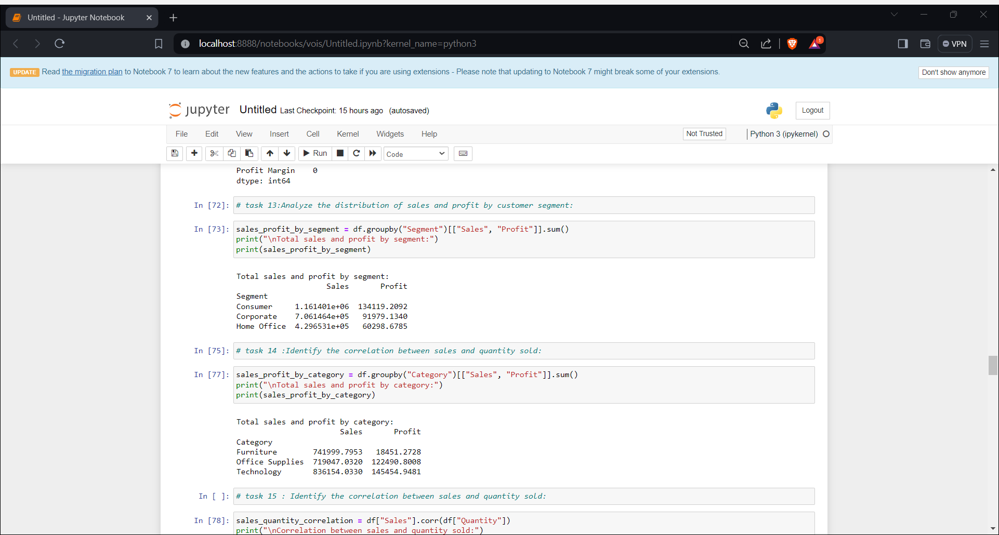 Untitled - Jupyter Notebook
localhost:8888/notebooks/vois/Untitled.ipynb?kernel_name=python3
1
VPN
UPDATE Read the migration plan to Notebook 7 to learn about the new features and the actions to take if you are using extensions - Please note that updating to Notebook 7 might break some of your extensions.
Don't show anymore
jupyter Untitled Last Checkpoint: 15 hours ago (autosaved)
Logout
File Edit View Insert Cell Kernel Widgets Help
Not Trusted
Python 3 (ipykernel)
Run
Code
Profit Margin    0
dtype: int64
In [72]: # task 13:Analyze the distribution of sales and profit by customer segment:
In [73]: sales_profit_by_segment = df.groupby("Segment")[["Sales", "Profit"]].sum()
print("\nTotal sales and profit by segment:")
print(sales_profit_by_segment)
Total sales and profit by segment:
Sales       Profit
Segment
Consumer     1.161401e+06  134119.2092
Corporate    7.061464e+05   91979.1340
Home Office  4.296531e+05   60298.6785
In [75]: # task 14 :Identify the correlation between sales and quantity sold:
In [77]: sales_profit_by_category = df.groupby("Category")[["Sales", "Profit"]].sum()
print("\nTotal sales and profit by category:")
print(sales_profit_by_category)
Total sales and profit by category:
Sales       Profit
Category
Furniture        741999.7953   18451.2728
Office Supplies  719047.0320  122490.8008
Technology       836154.0330  145454.9481
In [ ]: # task 15 : Identify the correlation between sales and quantity sold:
In [78]: sales_quantity_correlation = df["Sales"].corr(df["Quantity"])
print("\nCorrelation between sales and quantity sold:")